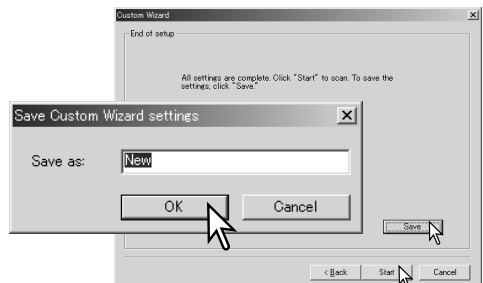 Custom Wizard
End of setup
All settings are complete. Click "Start" to scan. To save the
settings, click "Save."
Save Custom Wizard settings
Save as:
New
OK
Cancel
Save
< Back
Start
Cancel